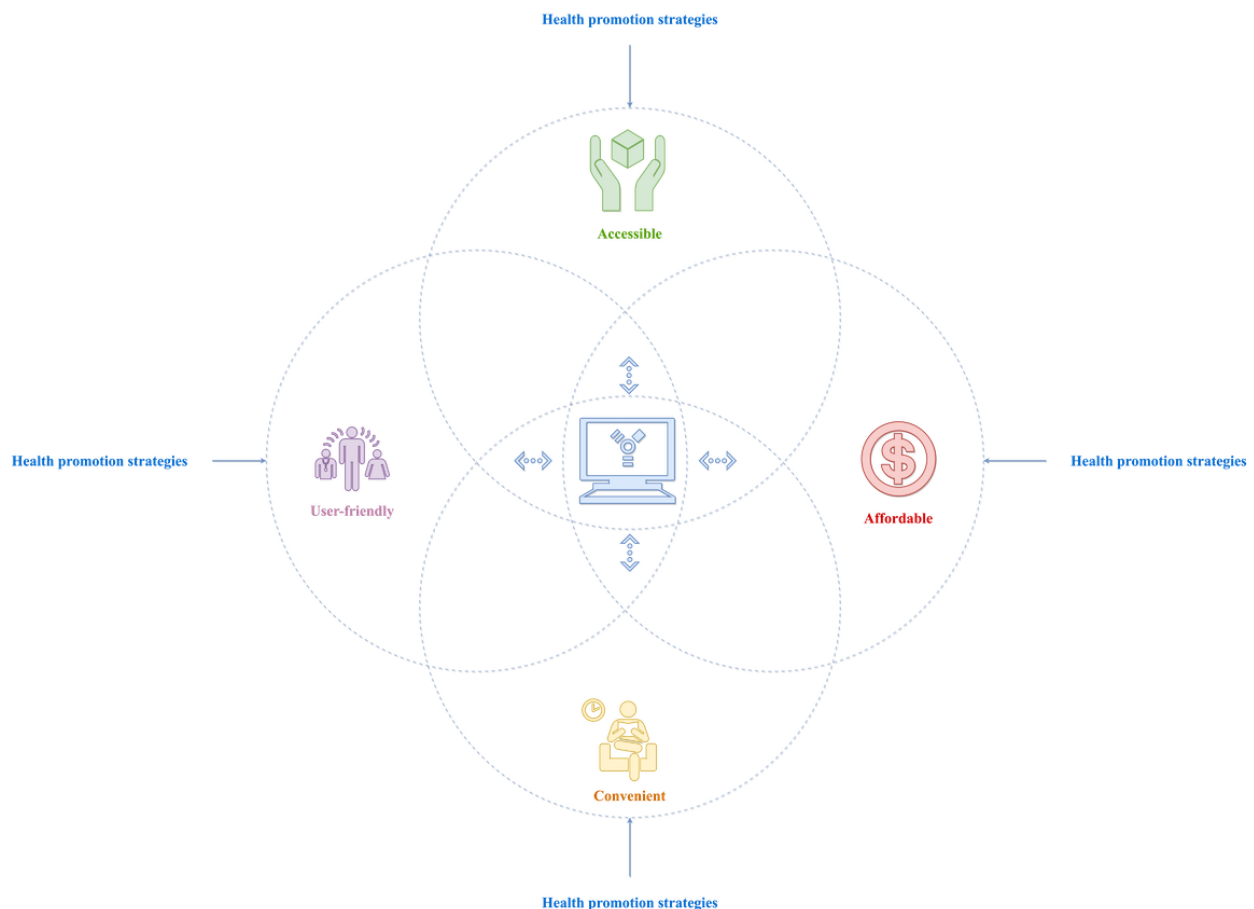 Health promotion strategies
Accessible
Health promotion strategies
User-friendly
Affordable
Health promotion strategies
Convenient
Health promotion strategies